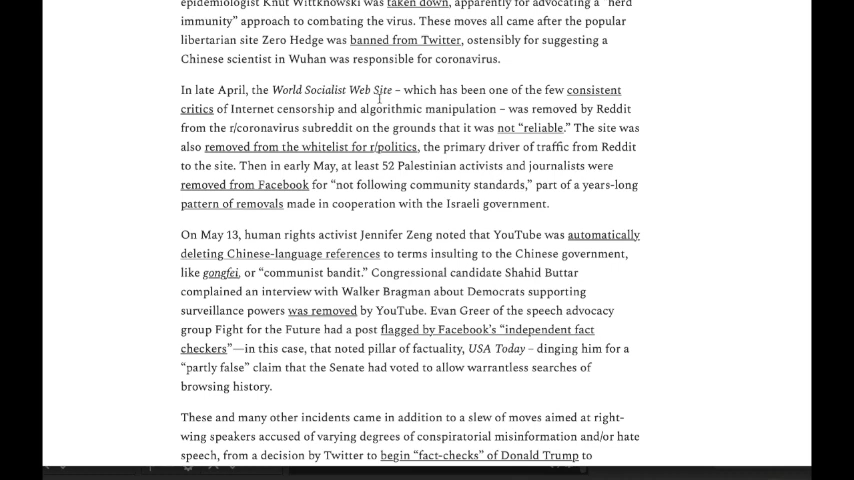 epidemiologist Knut Wittknowski was taken down, apparently for advocating a “herd
immunity” approach to combating the virus. These moves all came after the popular
libertarian site Zero Hedge was banned from Twitter, ostensibly for suggesting a
Chinese scientist in Wuhan was responsible for coronavirus.
In late April, the World Socialist Web Site – which has been one of the few consistent
critics of Internet censorship and algorithmic manipulation – was removed by Reddit
from the r/coronavirus subreddit on the grounds that it was not “reliable.” The site was
also removed from the whitelist for r/politics, the primary driver of traffic from Reddit
to the site. Then in early May, at least 52 Palestinian activists and journalists were
removed from Facebook for “not following community standards,” part of a years-long
pattern of removals made in cooperation with the Israeli government.
On May 13, human rights activist Jennifer Zeng noted that YouTube was automatically
deleting Chinese-language references to terms insulting to the Chinese government,
like gongfei, or “communist bandit.” Congressional candidate Shahid Buttar
complained an interview with Walker Bragman about Democrats supporting
surveillance powers was removed by YouTube. Evan Greer of the speech advocacy
group Fight for the Future had a post flagged by Facebook’s “independent fact
checkers”—in this case, that noted pillar of factuality, USA Today – dinging him for a
“partly false” claim that the Senate had voted to allow warrantless searches of
browsing history.
These and many other incidents came in addition to a slew of moves aimed at right-
wing speakers accused of varying degrees of conspiratorial misinformation and/or hate
speech, from a decision by Twitter to begin “fact-checks” of Donald Trump to